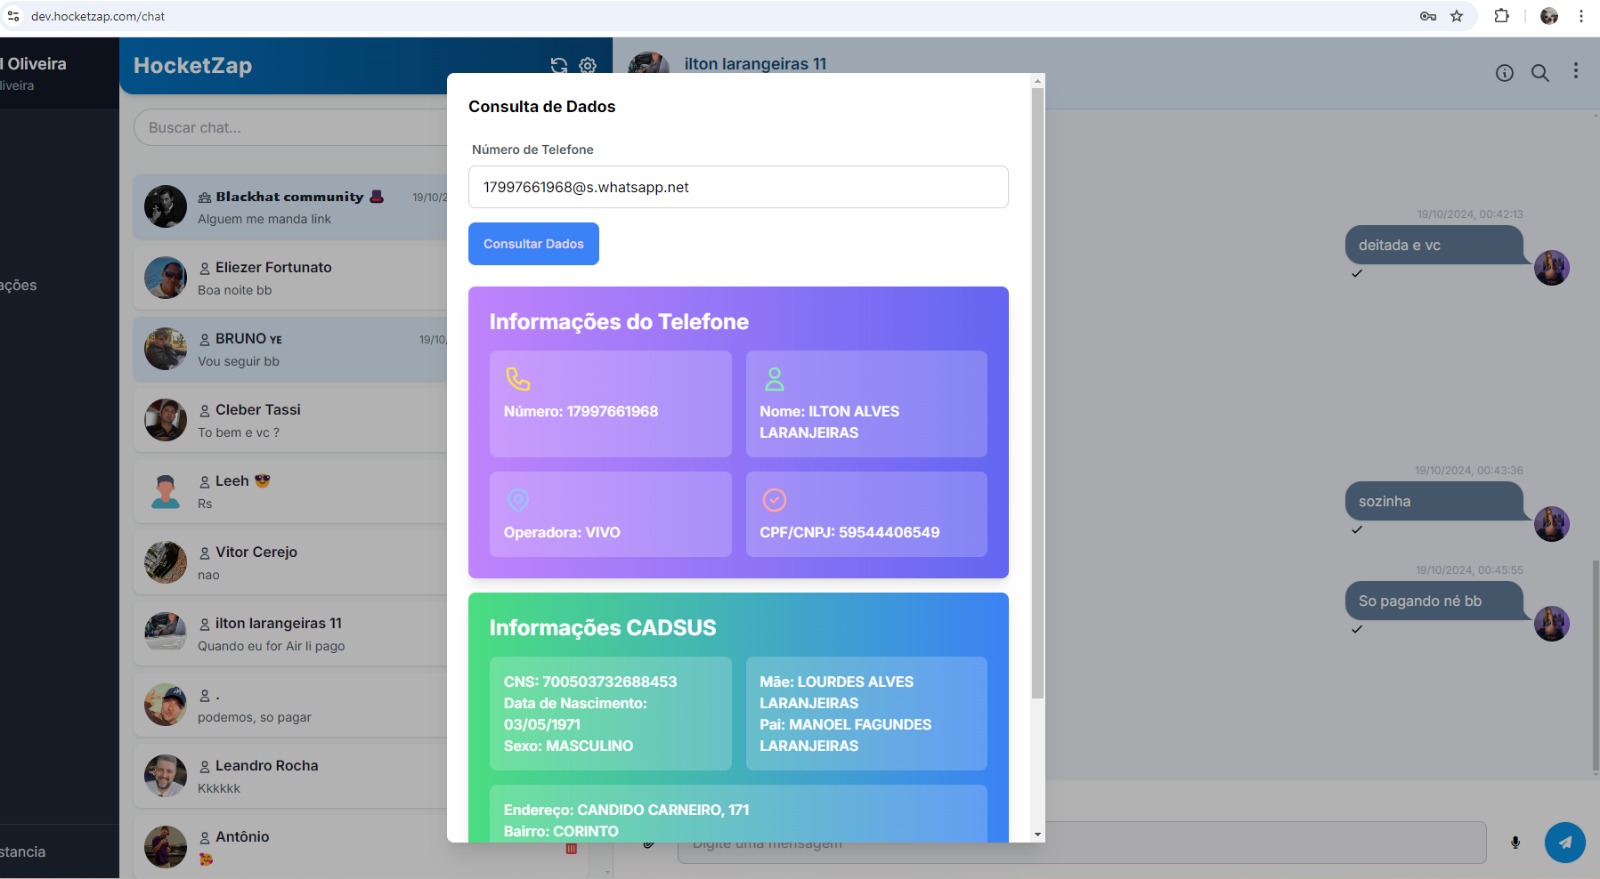 dev.hocketzap.com/chat
l Oliveira
liveira
HocketZap
ilton larangeiras 11
Buscar chat...
Blackhat community
19/10/2
Alguem me manda link
Eliezer Fortunato
Boa noite bb
ações
BRUNO YE
19/10/
Vou seguir bb
Cleber Tassi
To bem e vc ?
Leeh 😎
Rs
Vitor Cerejo
nao
ilton larangeiras 11
Quando eu for Air li pago
.
podemos, so pagar
Leandro Rocha
Kkkkkk
Antônio
stancia
Consulta de Dados
Número de Telefone
17997661968@s.whatsapp.net
Consultar Dados
Informações do Telefone
Número: 17997661968
Nome: ILTON ALVES
LARANJEIRAS
Operadora: VIVO
CPF/CNPJ: 59544406549
Informações CADSUS
CNS: 700503732688453
Data de Nascimento:
03/05/1971
Sexo: MASCULINO
Mãe: LOURDES ALVES
LARANJEIRAS
Pai: MANOEL FAGUNDES
LARANJEIRAS
Endereço: CANDIDO CARNEIRO, 171
Bairro: CORINTO
19/10/2024, 00:42:13
deitada e vc
19/10/2024, 00:43:36
sozinha
19/10/2024, 00:45:55
So pagando né bb
Digite uma mensagem